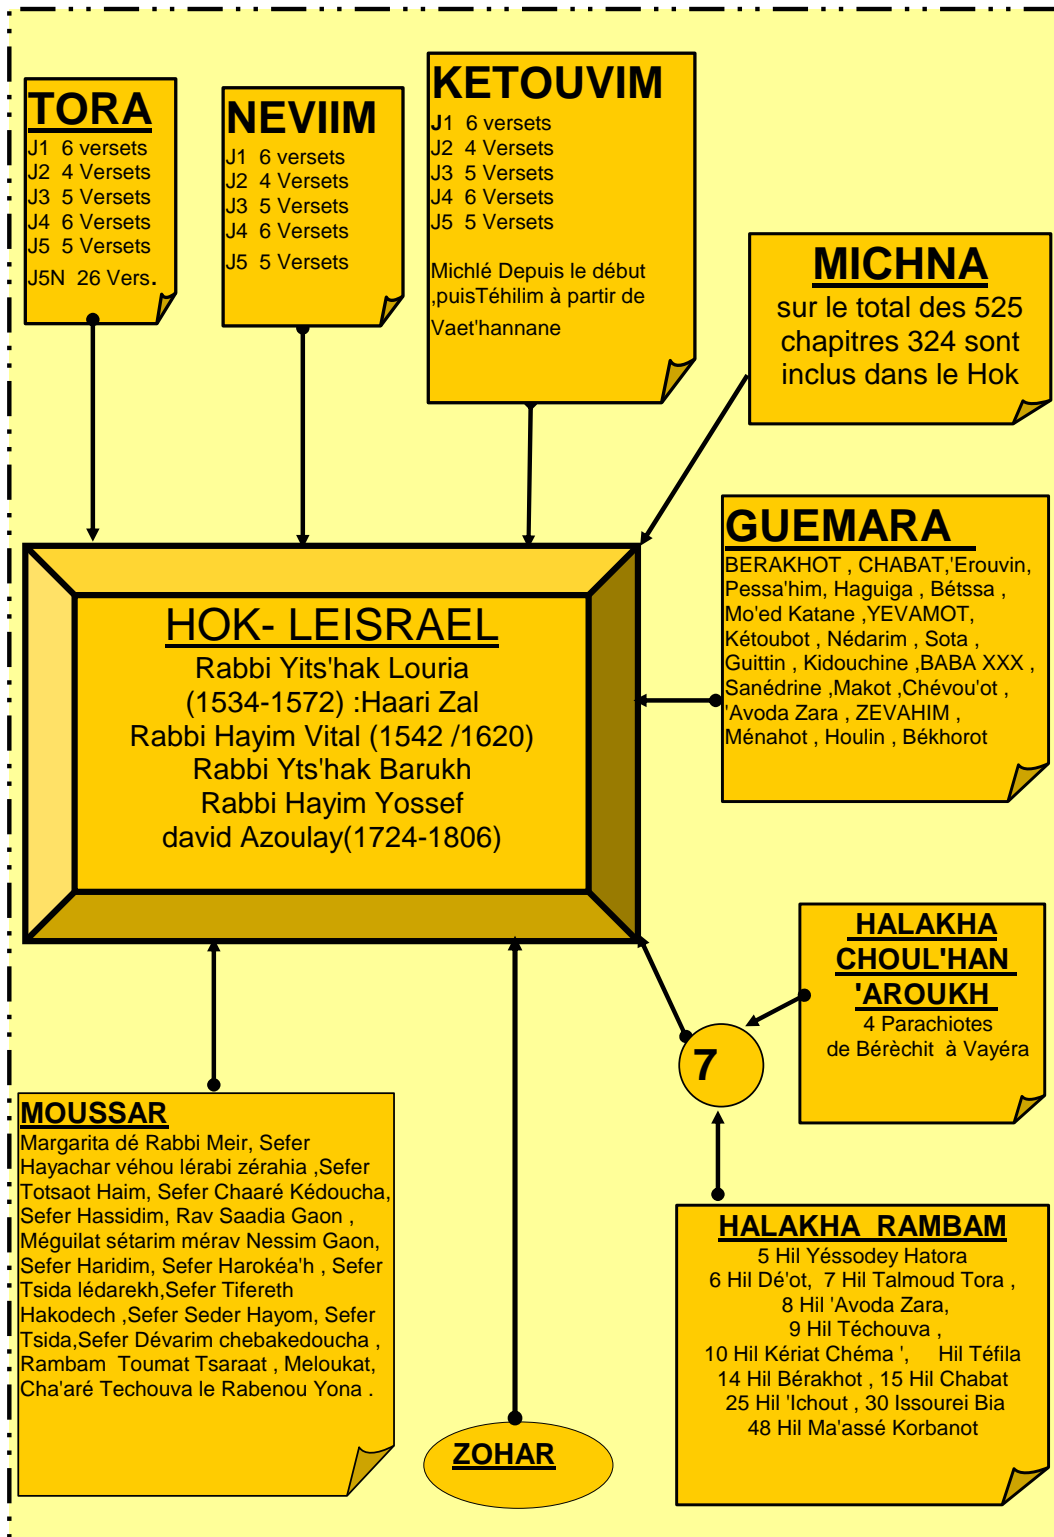 TORA
J1 6 versets
J2 4 Versets
J3 5 Versets
J4 6 Versets
J5 5 Versets
J5N 26 Vers.
NEVIIM
J1 6 versets
J2 4 Versets
J3 5 Versets
J4 6 Versets
J5 5 Versets
KETOUVIM
J1 6 versets
J2 4 Versets
J3 5 Versets
J4 6 Versets
J5 5 Versets
Michlé Depuis le début
,puisTéhilim à partir de
Vaet'hannane
MICHNA
sur le total des 525
chapitres 324 sont
inclus dans le Hok
GUEMARA
BERAKHOT , CHABAT,'Erouvin,
Pessa'him, Haguiga , Bétssa ,
Mo'ed Katane ,YEVAMOT,
Kétoubot , Nédarim , Sota ,
Guittin , Kidouchine ,BABA XXX ,
Sanédrine ,Makot ,Chévou'ot ,
'Avoda Zara , ZEVAHIM ,
Ménahot , Houlin , Békhorot
HOK- LEISRAEL
Rabbi Yits'hak Louria
(1534-1572) :Haari Zal
Rabbi Hayim Vital (1542 /1620)
Rabbi Yts'hak Barukh
Rabbi Hayim Yossef
david Azoulay(1724-1806)
HALAKHA
CHOUL'HAN
'AROUKH
4 Parachiotes
de Bérèchit à Vayéra
7
MOUSSAR
Margarita dé Rabbi Meir, Sefer
Hayachar véhou lérabi zérahia ,Sefer
Totsaot Haim, Sefer Chaaré Kédoucha,
Sefer Hassidim, Rav Saadia Gaon ,
Méguilat sétarim mérav Nessim Gaon,
Sefer Haridim, Sefer Harokéa'h , Sefer
Tsida lédarekh,Sefer Tifereth
Hakodech ,Sefer Seder Hayom, Sefer
Tsida,Sefer Dévarim chebakedoucha ,
Rambam Toumat Tsaraat , Meloukat,
Cha'aré Techouva le Rabenou Yona .
HALAKHA RAMBAM
5 Hil Yéssodey Hatora
6 Hil Dé'ot, 7 Hil Talmoud Tora ,
8 Hil 'Avoda Zara,
9 Hil Téchouva ,
10 Hil Kériat Chéma ', Hil Téfila
14 Hil Bérakhot , 15 Hil Chabat
25 Hil 'Ichout , 30 Issourei Bia
48 Hil Ma'assé Korbanot
ZOHAR